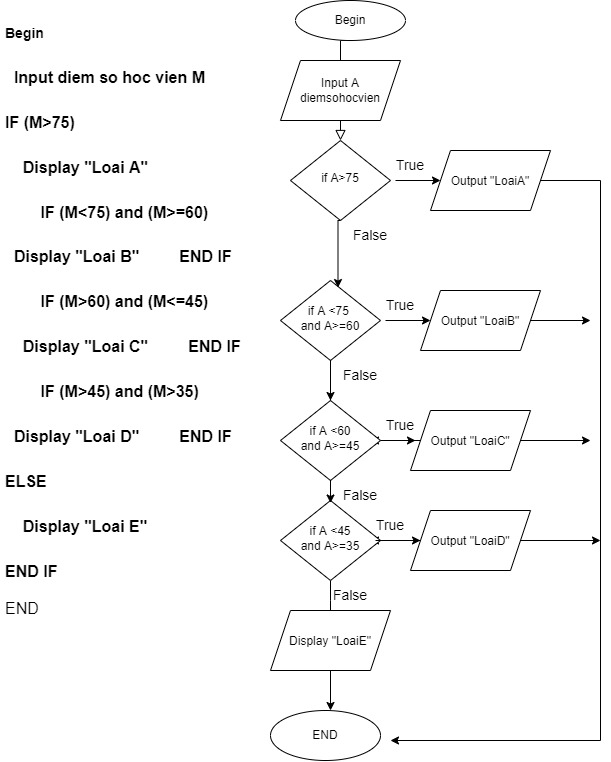 Begin
Input diem so hoc vien M
IF (M>75)
Display "Loai A"
IF (M<75) and (M>=60)
Display "Loai B" END IF
IF (M>60) and (M<=45)
Display "Loai C" END IF
IF (M>45) and (M>35)
Display "Loai D" END IF
ELSE
Display "Loai E"
END IF
END
Begin
Input A
diemsohocvien
if A>75
True
Output "LoaiA"
False
if A <75
and A>=60
True
Output "LoaiB"
False
if A <60
and A>=45
True
Output "LoaiC"
False
if A <45
and A>=35
True
Output "LoaiD"
False
Display "LoaiE"
END